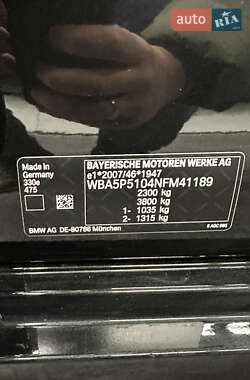 AUTO RIA
BAYERISCHE MOTOREN WERKE AG
e1*2007/46*1947
WBA5P5104NFM41189
Made in
Germany
330e
475
2300 kg
3800 kg
1- 1035 kg
2- 1315 kg
BMW AG DE-80788 München